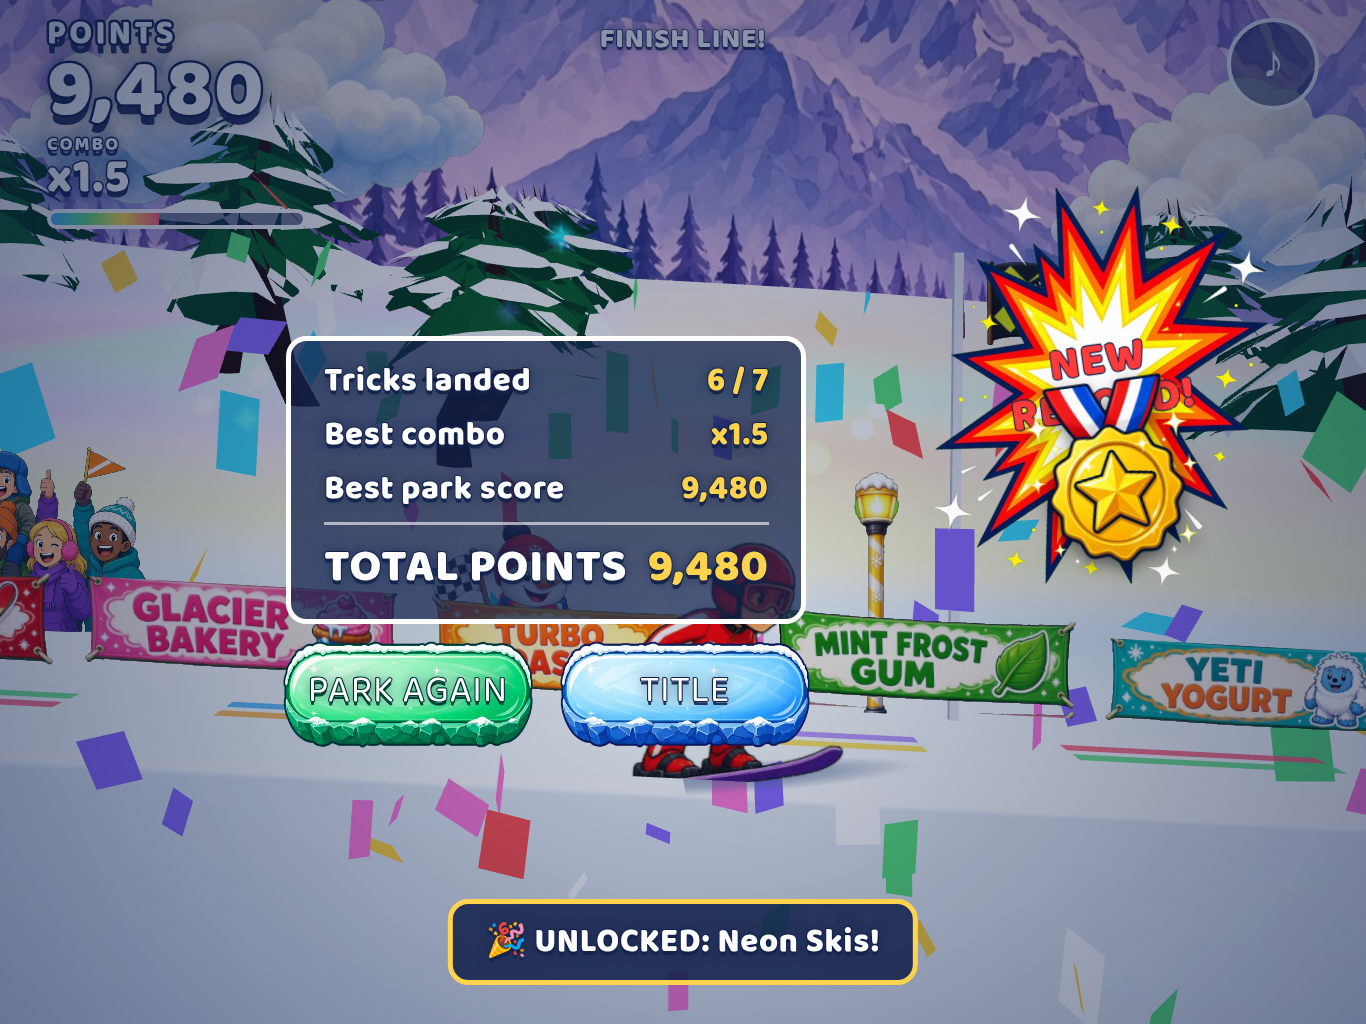 POINTS
9,480
COMBO
x1.5
FINISH LINE!
♪
NEW
Tricks landed 6 / 7
Best combo x1.5
Best park score 9,480
TOTAL POINTS 9,480
GLACIER
BAKERY
TURBO
MINT FROST
GUM
YETI
YOGURT
PARK AGAIN
TITLE
🎉 UNLOCKED: Neon Skis!